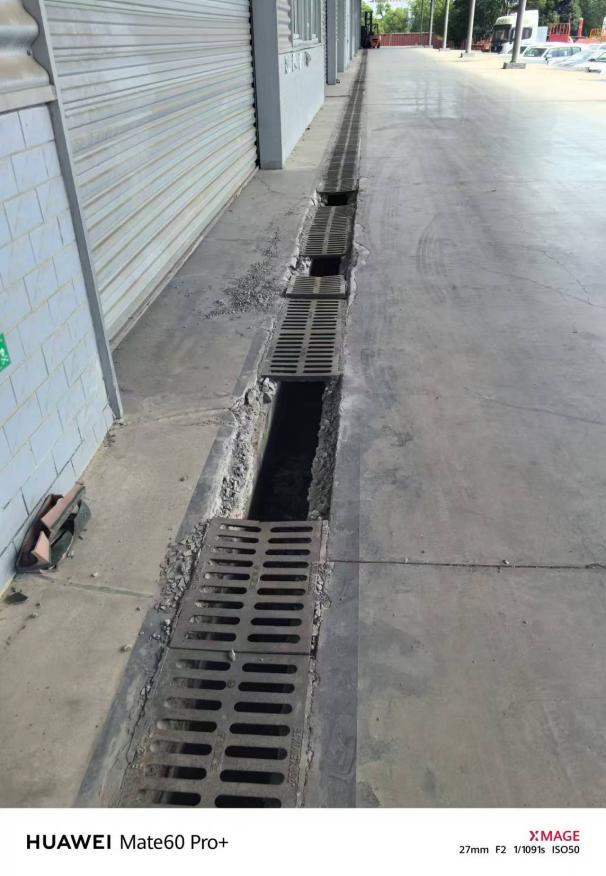 HUAWEI Mate60 Pro+
XMAGE
27mm F2 1/1091s ISO50